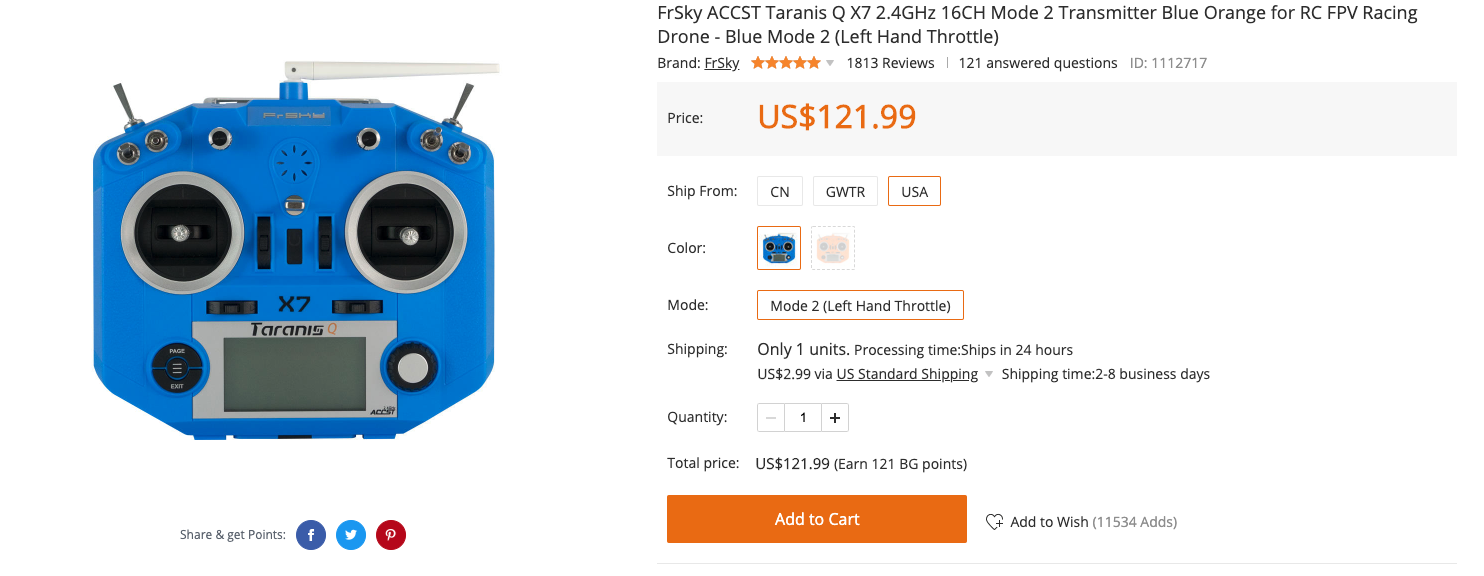 FrSky ACCST Taranis Q X7 2.4GHz 16CH Mode 2 Transmitter Blue Orange for RC FPV Racing
Drone - Blue Mode 2 (Left Hand Throttle)
Brand: FrSky 1813 Reviews 121 answered questions ID: 1112717
Price: US$121.99
Ship From: CN GWTR USA
Color:
Mode: Mode 2 (Left Hand Throttle)
Shipping: Only 1 units. Processing time:Ships in 24 hours
US$2.99 via US Standard Shipping Shipping time:2-8 business days
Quantity: 1
Total price: US$121.99 (Earn 121 BG points)
Add to Cart Add to Wish (11534 Adds)
FrSKY
X7
Taranis Q
PAGE
EXIT
ACCST
Share & get Points: